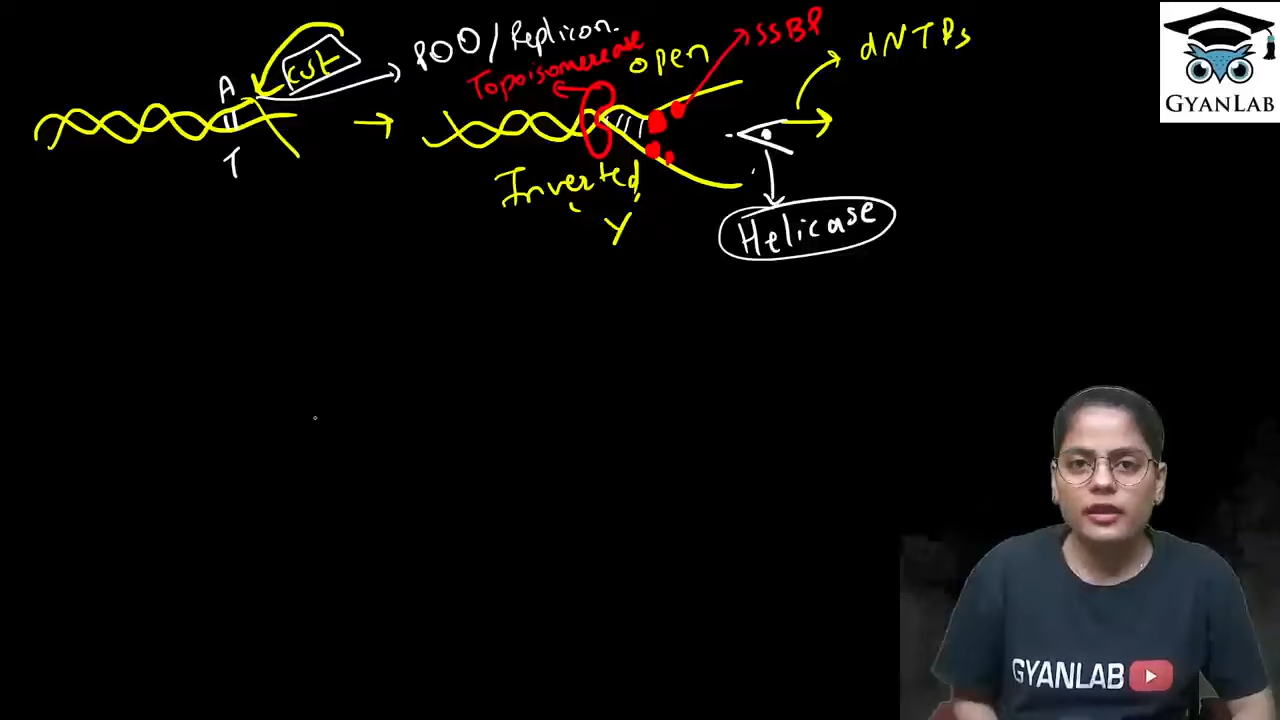 cut
A
T
POO / Replicon.
Topoisomerase
open
SSBP
dNTPs
Inverted
Y
Helicase
GYANLAB
GYANLAB